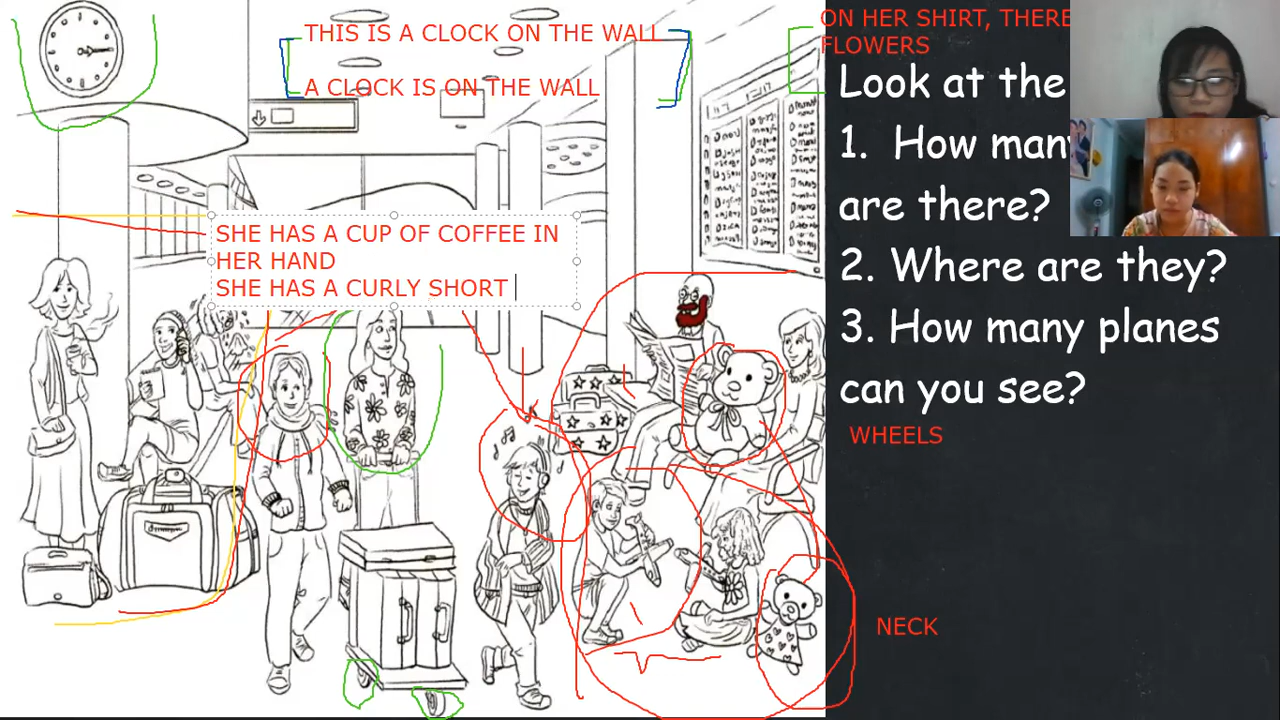 THIS IS A CLOCK ON THE WALL
A CLOCK IS ON THE WALL
SHE HAS A CUP OF COFFEE IN
HER HAND
SHE HAS A CURLY SHORT
ON HER SHIRT, THERE
FLOWERS
Look at the
1. How many
are there?
2. Where are they?
3. How many planes
can you see?
WHEELS
NECK